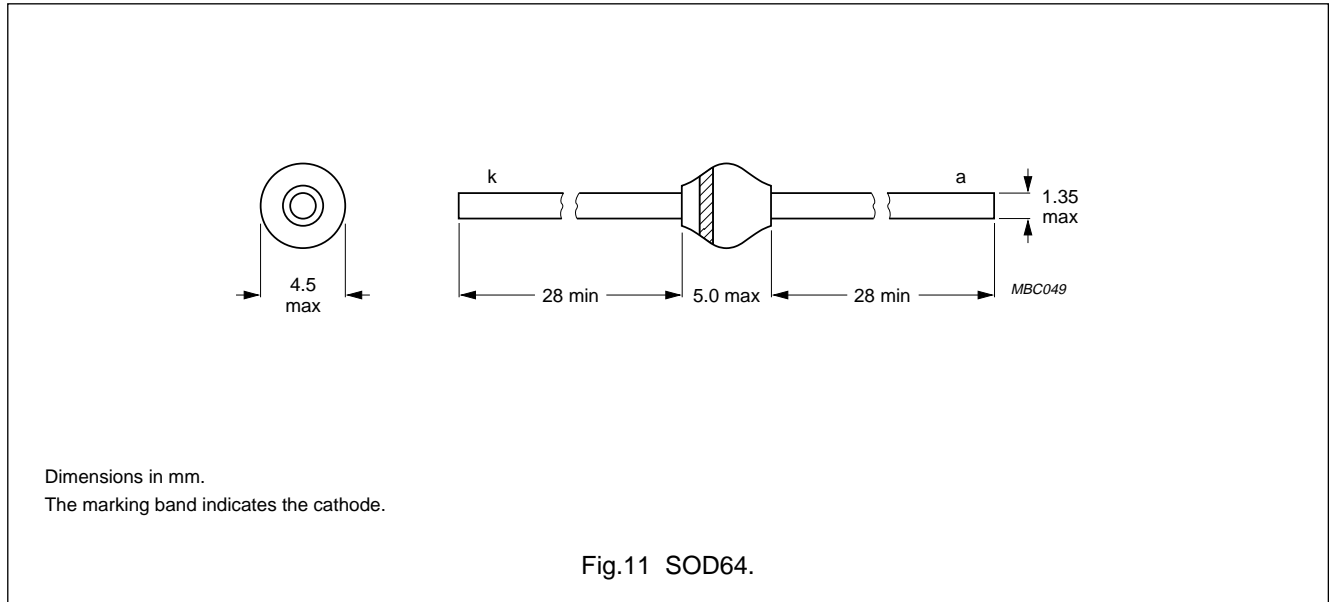 k
a
1.35
max
4.5
max
28 min
5.0 max
28 min
MBC049
Dimensions in mm.
The marking band indicates the cathode.
Fig.11 SOD64.